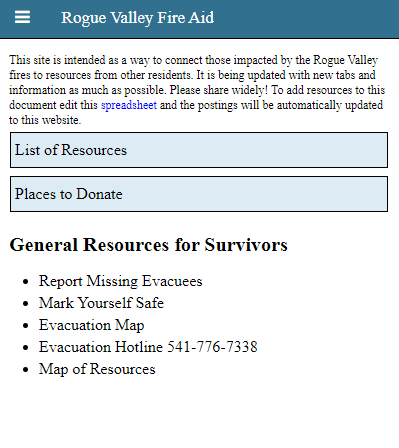 Rogue Valley Fire Aid
This site is intended as a way to connect those impacted by the Rogue Valley
fires to resources from other residents. It is being updated with new tabs and
information as much as possible. Please share widely! To add resources to this
document edit this spreadsheet and the postings will be automatically updated
to this website.
List of Resources
Places to Donate
General Resources for Survivors
Report Missing Evacuees
Mark Yourself Safe
Evacuation Map
Evacuation Hotline 541-776-7338
Map of Resources